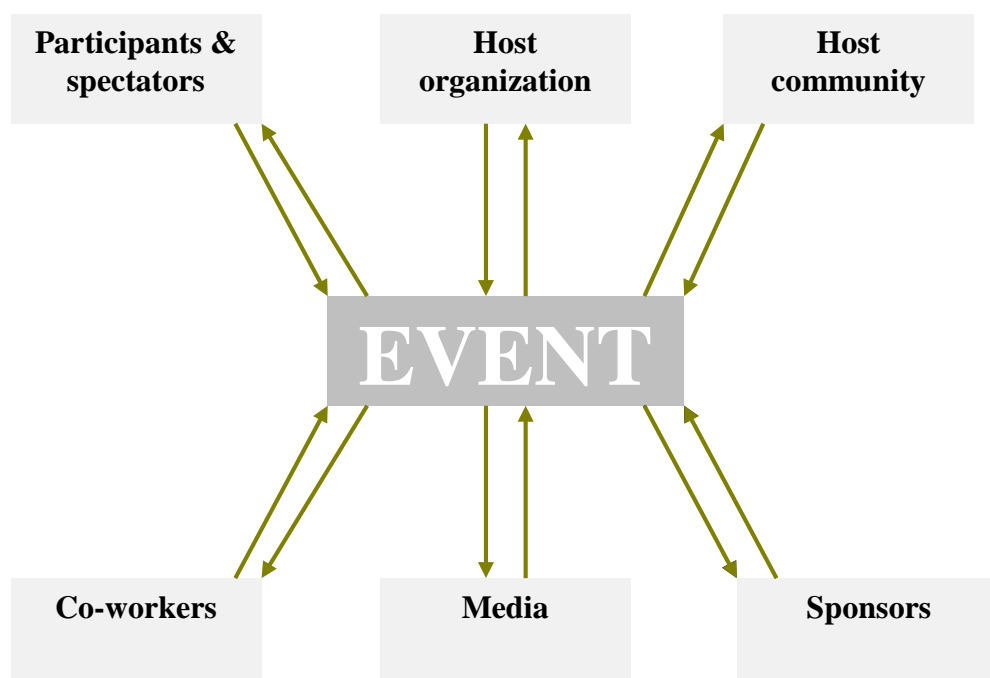 Participants &
spectators
Host
organization
Host
community
EVENT
Co-workers
Media
Sponsors